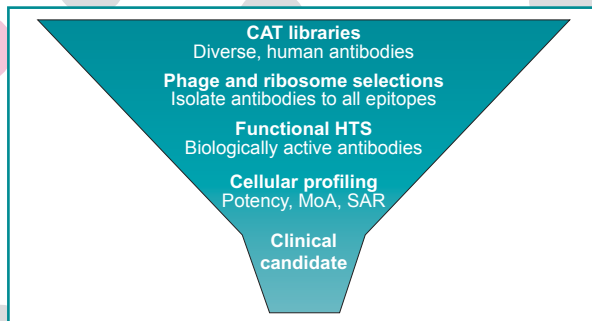 CAT libraries
Diverse, human antibodies
Phage and ribosome selections
Isolate antibodies to all epitopes
Functional HTS
Biologically active antibodies
Cellular profiling
Potency, MoA, SAR
Clinical
candidate